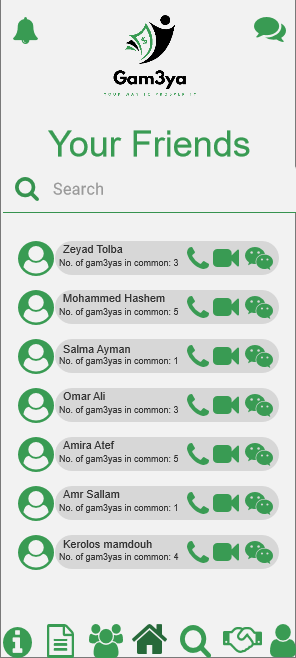 Gam3ya
YOUR WAY TO PROSPERITY
Your Friends
Search
Zeyad Tolba
No. of gam3yas in common: 3
Mohammed Hashem
No. of gam3yas in common: 5
Salma Ayman
No. of gam3yas in common: 1
Omar Ali
No. of gam3yas in common: 3
Amira Atef
No. of gam3yas in common: 5
Amr Sallam
No. of gam3yas in common: 1
Kerolos mamdouh
No. of gam3yas in common: 4